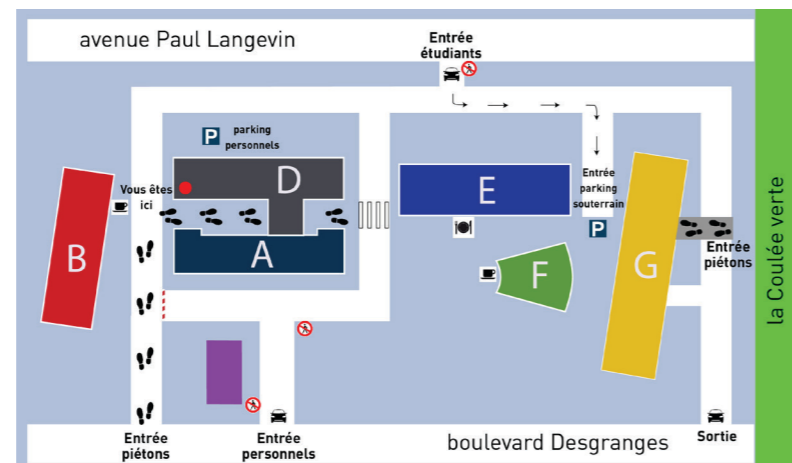 avenue Paul Langevin
Entrée
étudiants
P
parking
personnels
Entrée
parking
souterrain
P
D
E
Vous êtes
ici
B
A
F
G
Entrée
piétons
la Coulée verte
Entrée
piétons
Entrée
personnels
boulevard Desgranges
Sortie